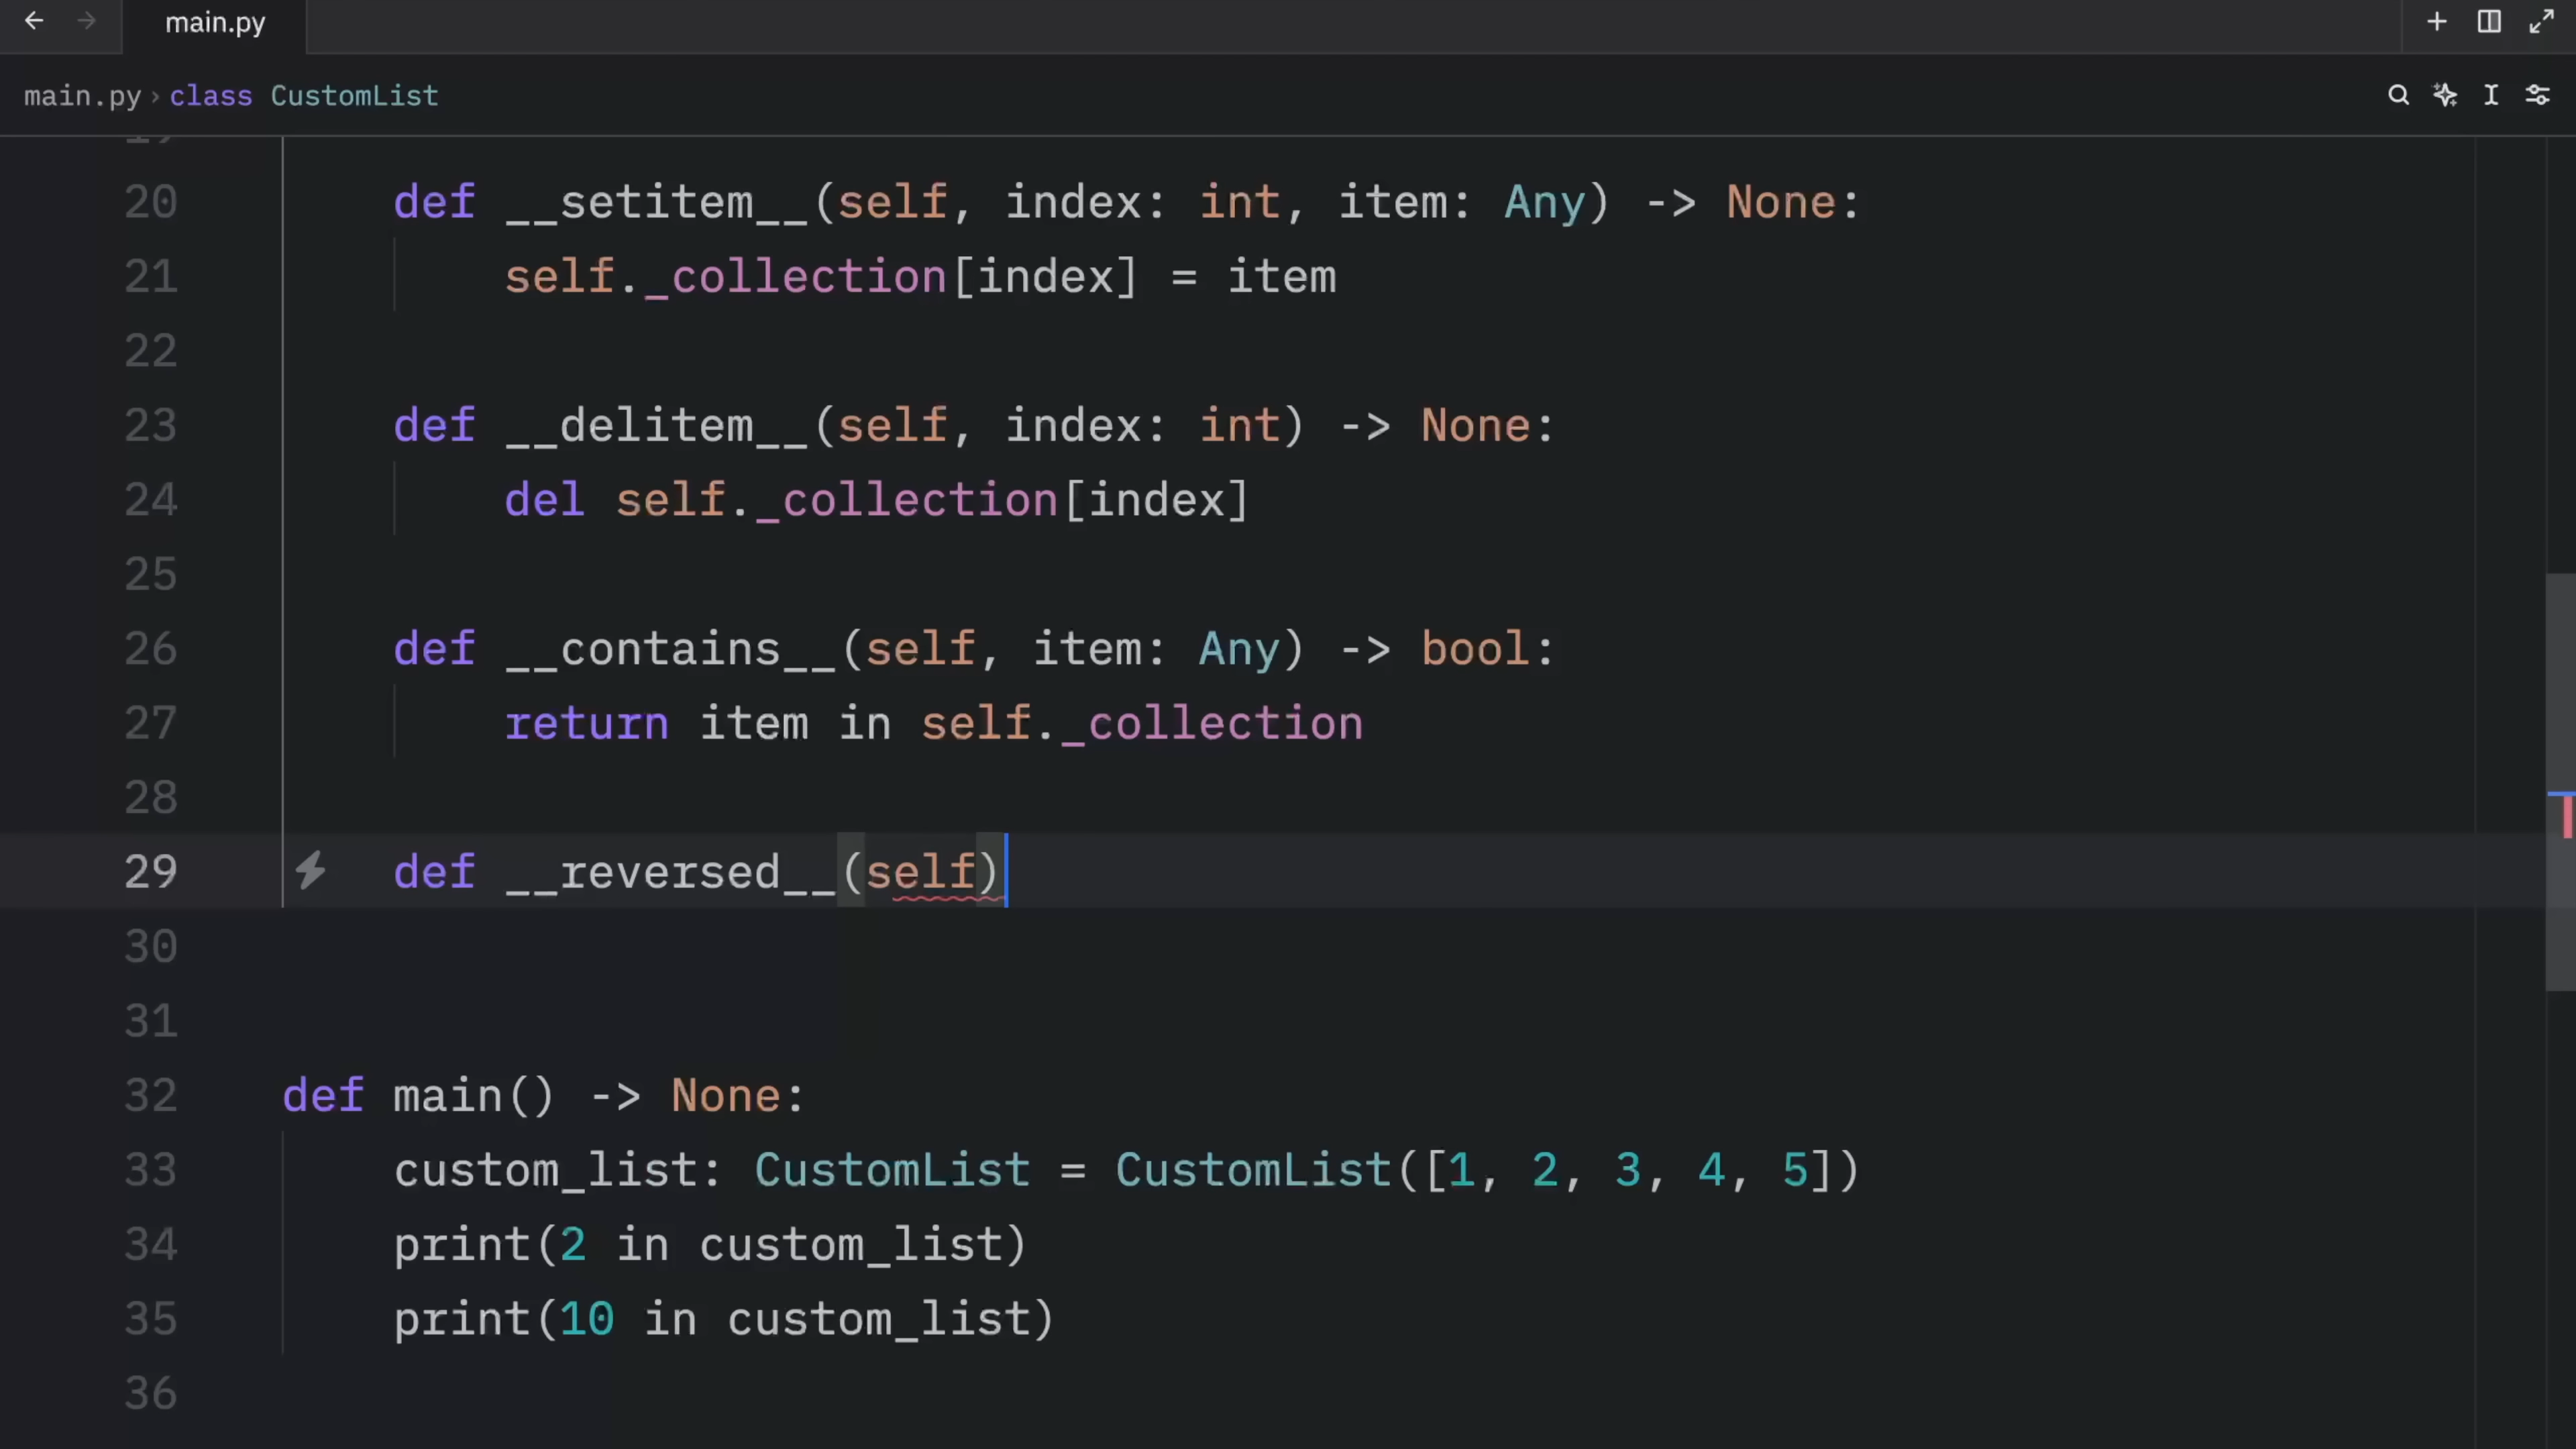 main.py
main.py › class CustomList
20 def __setitem__(self, index: int, item: Any) -> None:
21 self._collection[index] = item
22
23 def __delitem__(self, index: int) -> None:
24 del self._collection[index]
25
26 def __contains__(self, item: Any) -> bool:
27 return item in self._collection
28
29 def __reversed__(self)
30
31
32 def main() -> None:
33 custom_list: CustomList = CustomList([1, 2, 3, 4, 5])
34 print(2 in custom_list)
35 print(10 in custom_list)
36